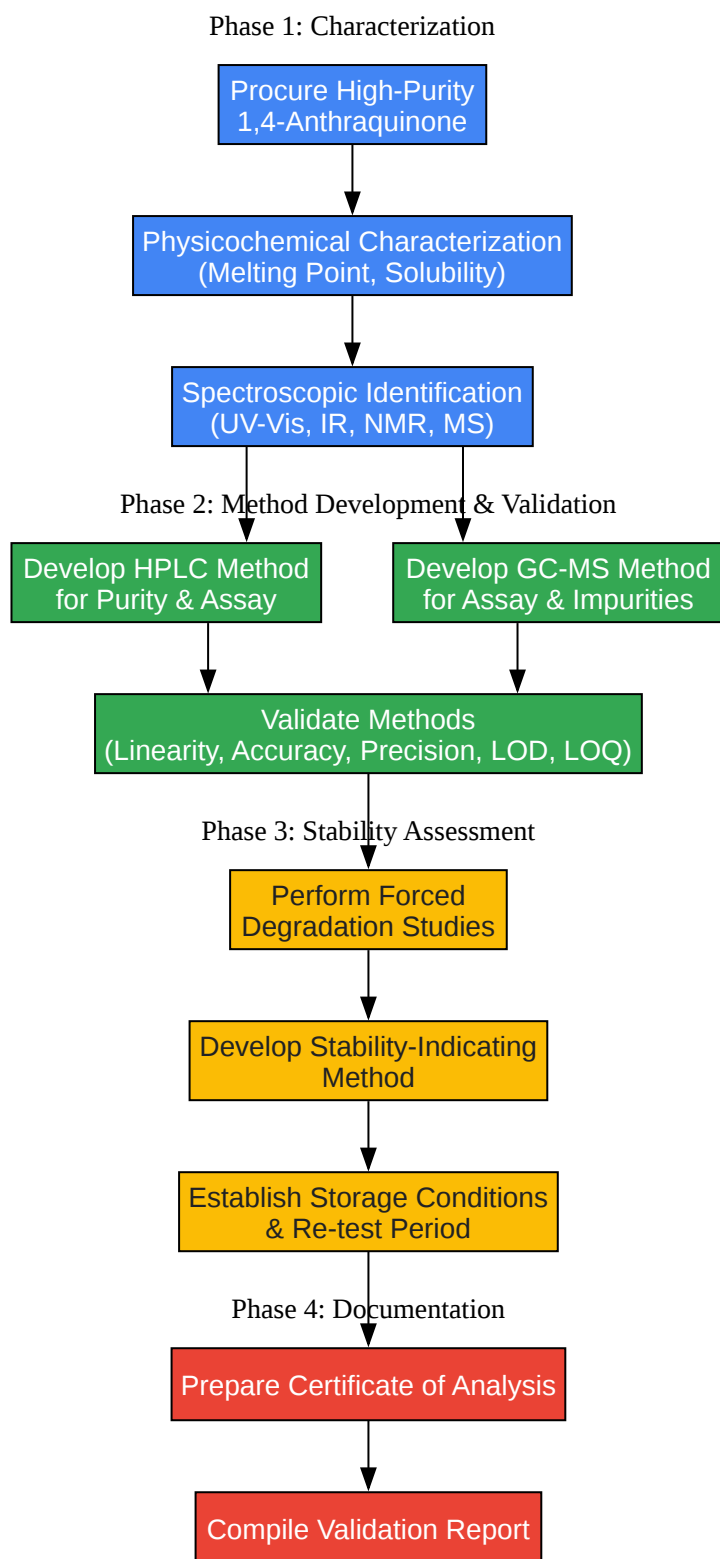 Phase 1: Characterization
Procure High-Purity
1,4-Anthraquinone
Physicochemical Characterization
(Melting Point, Solubility)
Spectroscopic Identification
(UV-Vis, IR, NMR, MS)
Phase 2: Method Development & Validation
Develop HPLC Method
for Purity & Assay
Develop GC-MS Method
for Assay & Impurities
Validate Methods
(Linearity, Accuracy, Precision, LOD, LOQ)
Phase 3: Stability Assessment
Perform Forced
Degradation Studies
Develop Stability-Indicating
Method
Establish Storage Conditions
& Re-test Period
Phase 4: Documentation
Prepare Certificate of Analysis
Compile Validation Report